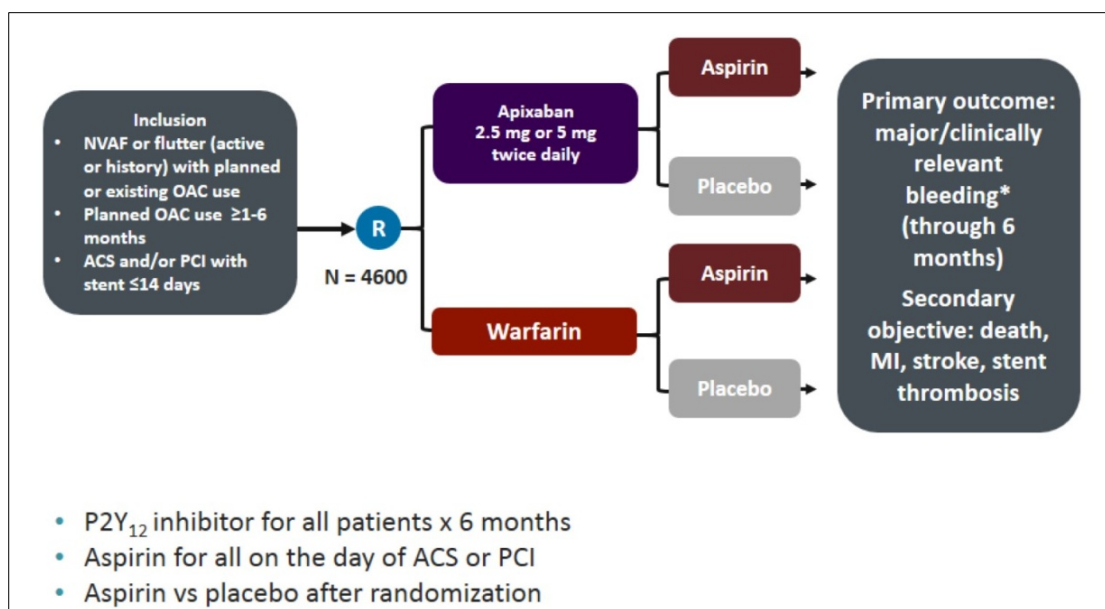 Inclusion
• NVAF or flutter (active
or history) with planned
or existing OAC use
• Planned OAC use ≥1-6
months
• ACS and/or PCI with
stent ≤14 days
R
N = 4600
Apixaban
2.5 mg or 5 mg
twice daily
Warfarin
Aspirin
Placebo
Aspirin
Placebo
Primary outcome:
major/clinically
relevant
bleeding*
(through 6
months)
Secondary
objective: death,
MI, stroke, stent
thrombosis
• P2Y₁₂ inhibitor for all patients x 6 months
• Aspirin for all on the day of ACS or PCI
• Aspirin vs placebo after randomization